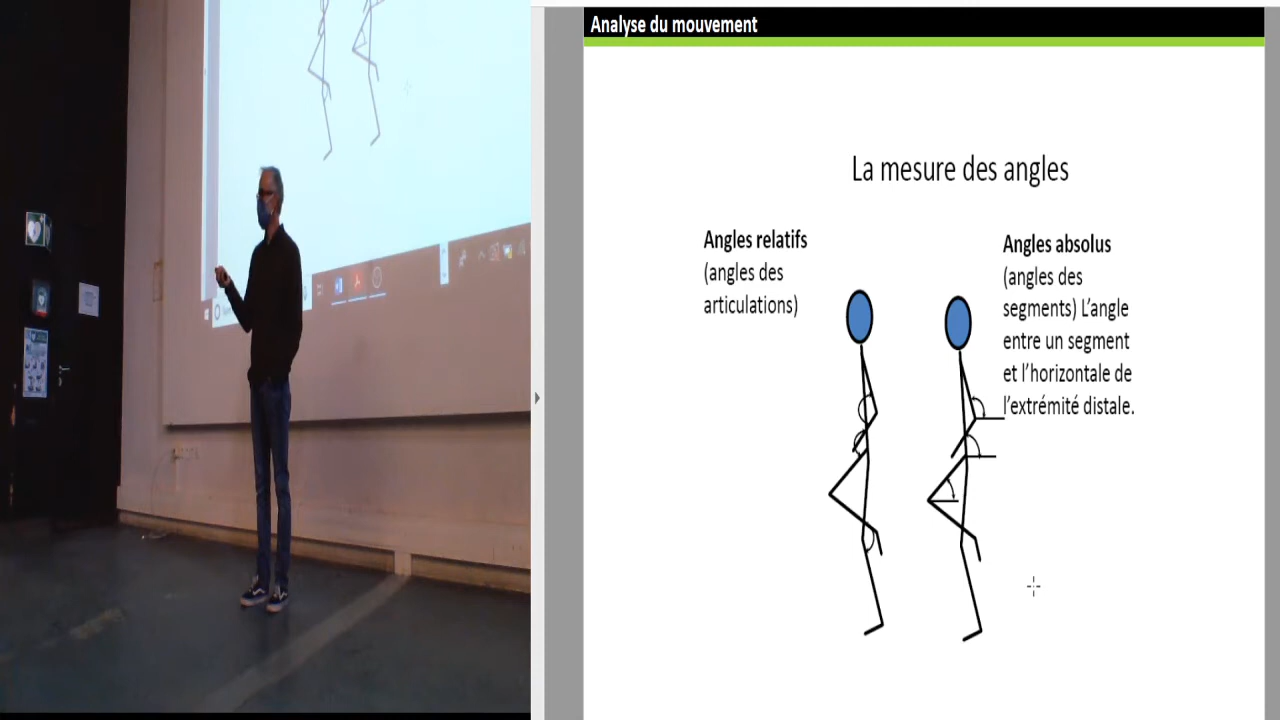 Analyse du mouvement
La mesure des angles
Angles relatifs
(angles des
articulations)
Angles absolus
(angles des
segments) L'angle
entre un segment
et l'horizontale de
l'extrémité distale.